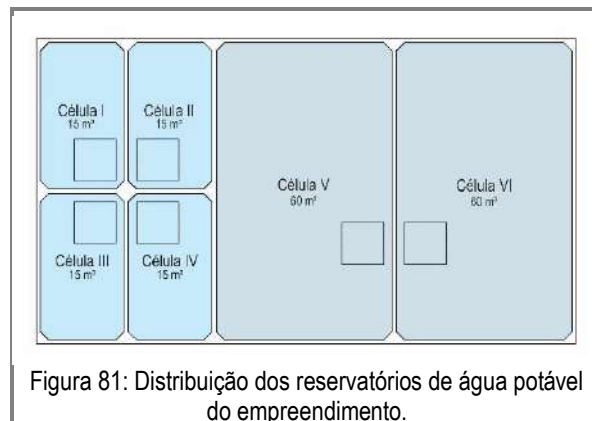 Célula I
15 m³
Célula II
15 m³
Célula III
15 m³
Célula IV
15 m³
Célula V
60 m³
Célula VI
60 m³
Figura 81: Distribuição dos reservatórios de água potável
do empreendimento.